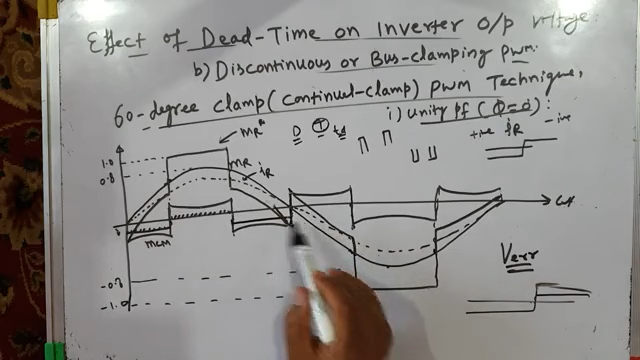 Effect of Dead-Time on Inverter O/p Voltage:
b) Discontinuous or Bus-clamping PWM.
60-degree clamp (continual-clamp) PWM Technique,
i) Unity Pf (Φ=0):
MR*
D T td
+ive iR -ive
1.0
0.8
MR
iR
ωt
MCM
Verr
-0.8
-1.0